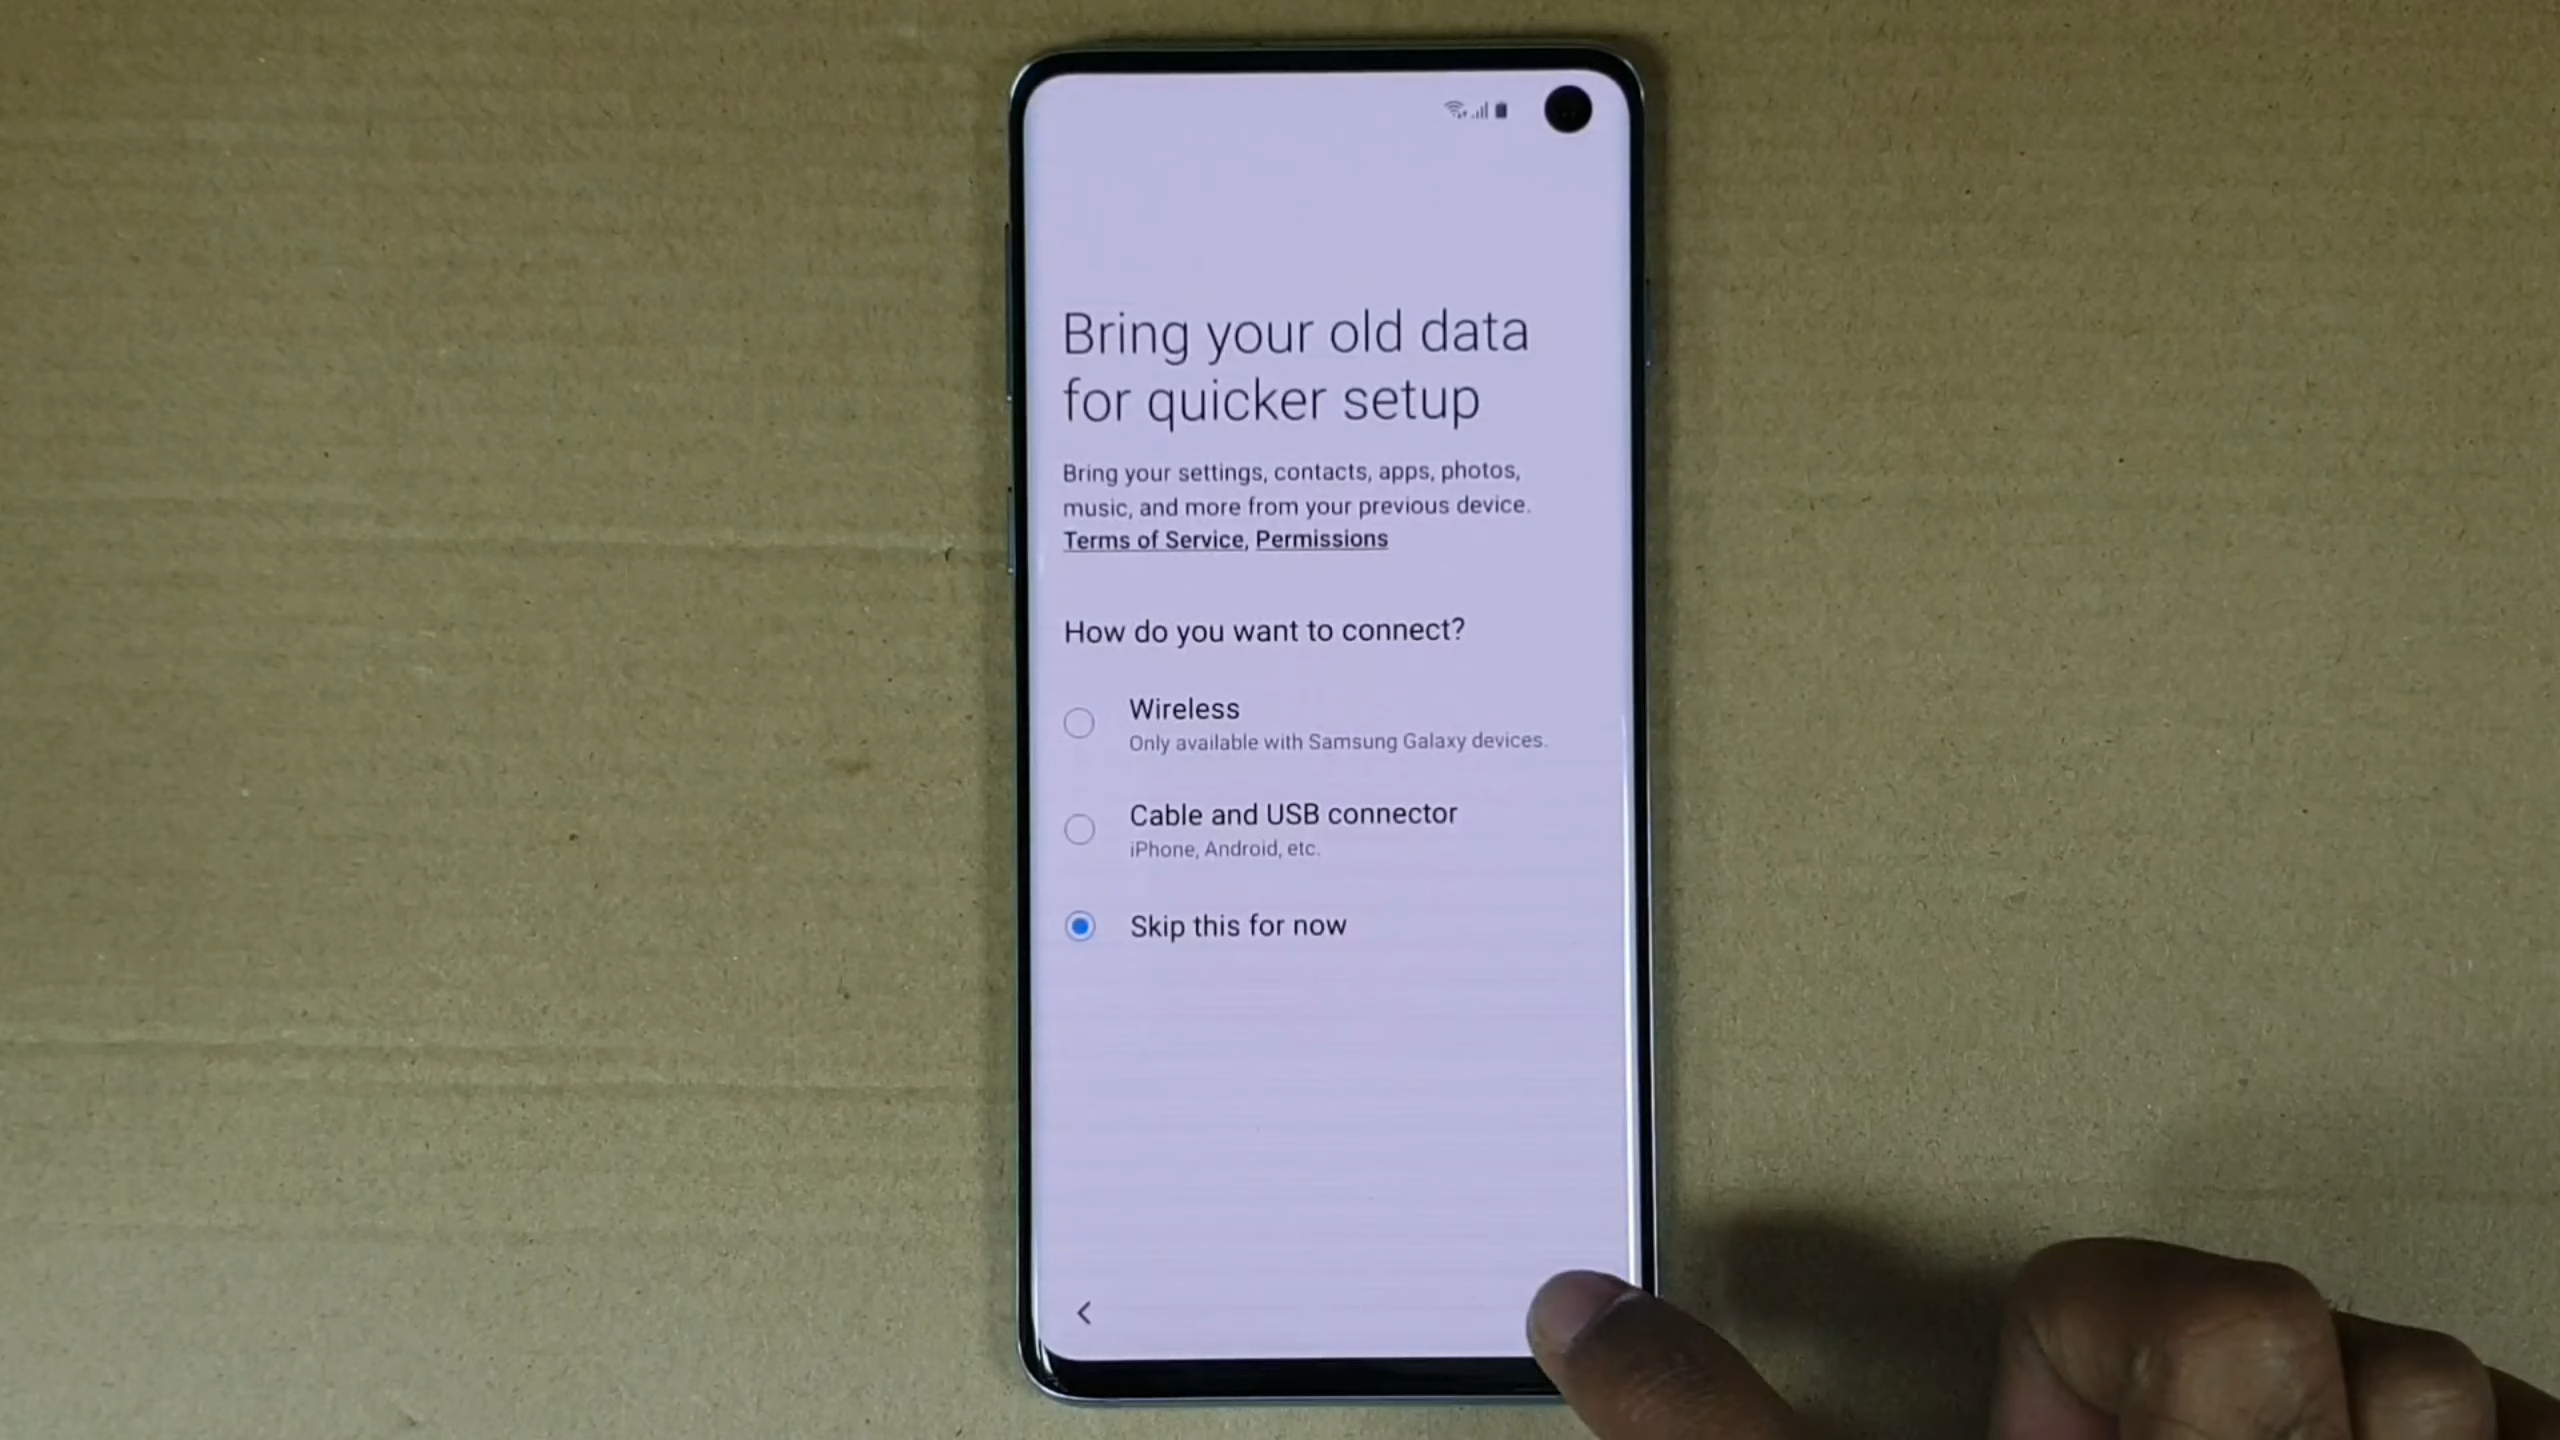 Bring your old data
for quicker setup
Bring your settings, contacts, apps, photos,
music, and more from your previous device.
Terms of Service, Permissions
How do you want to connect?
Wireless
Only available with Samsung Galaxy devices.
Cable and USB connector
iPhone, Android, etc.
Skip this for now